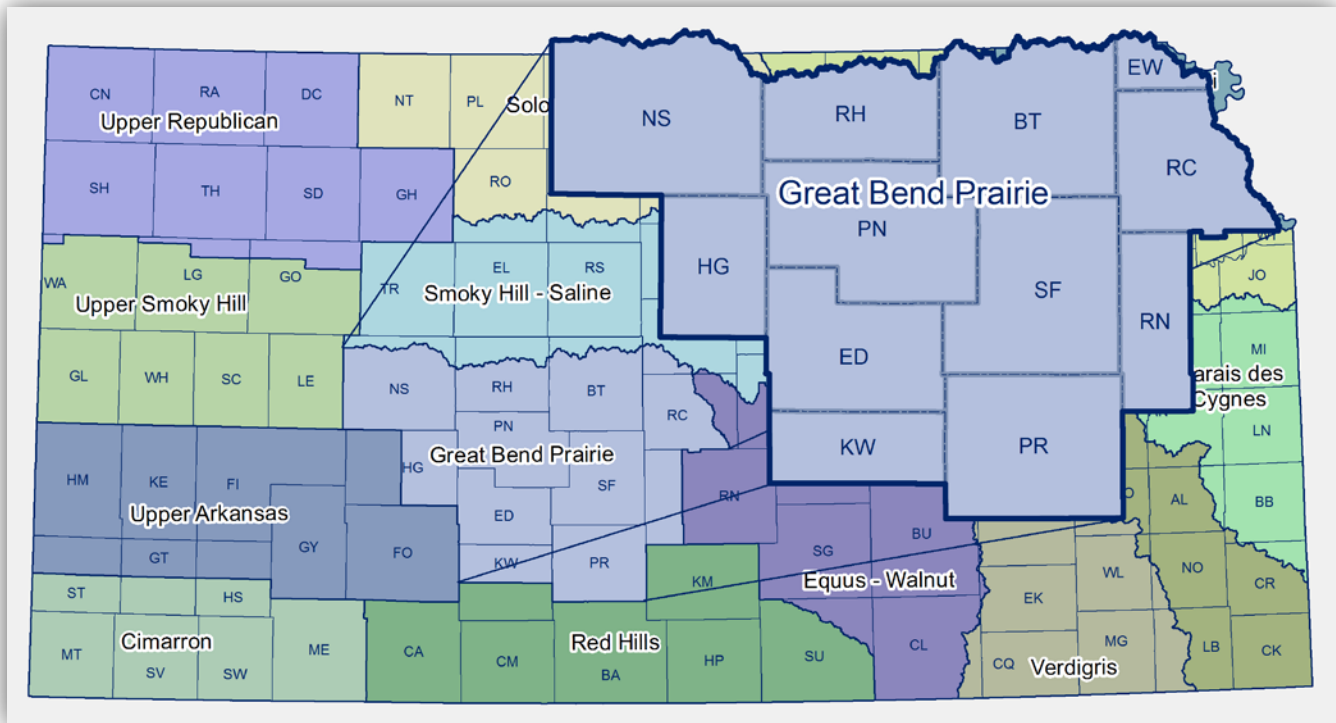 CN
RA
DC
NT
PL
Solo
Upper Republican
SH
TH
SD
GH
RO
WA
LG
GO
TR
EL
RS
Upper Smoky Hill
Smoky Hill - Saline
GL
WH
SC
LE
NS
RH
BT
RC
PN
Great Bend Prairie
HG
HM
KE
FI
SF
RN
Upper Arkansas
ED
GT
GY
FO
KW
PR
KM
SG
BU
Equus - Walnut
ST
HS
Cimarron
MT
SV
SW
ME
CA
CM
Red Hills
BA
HP
SU
CL
EK
WL
CQ
MG
Verdigris
NS
RH
BT
EW
RC
Great Bend Prairie
PN
HG
SF
RN
ED
KW
PR
i
JO
MI
arais des
Cygnes
LN
AL
BB
NO
CR
LB
CK